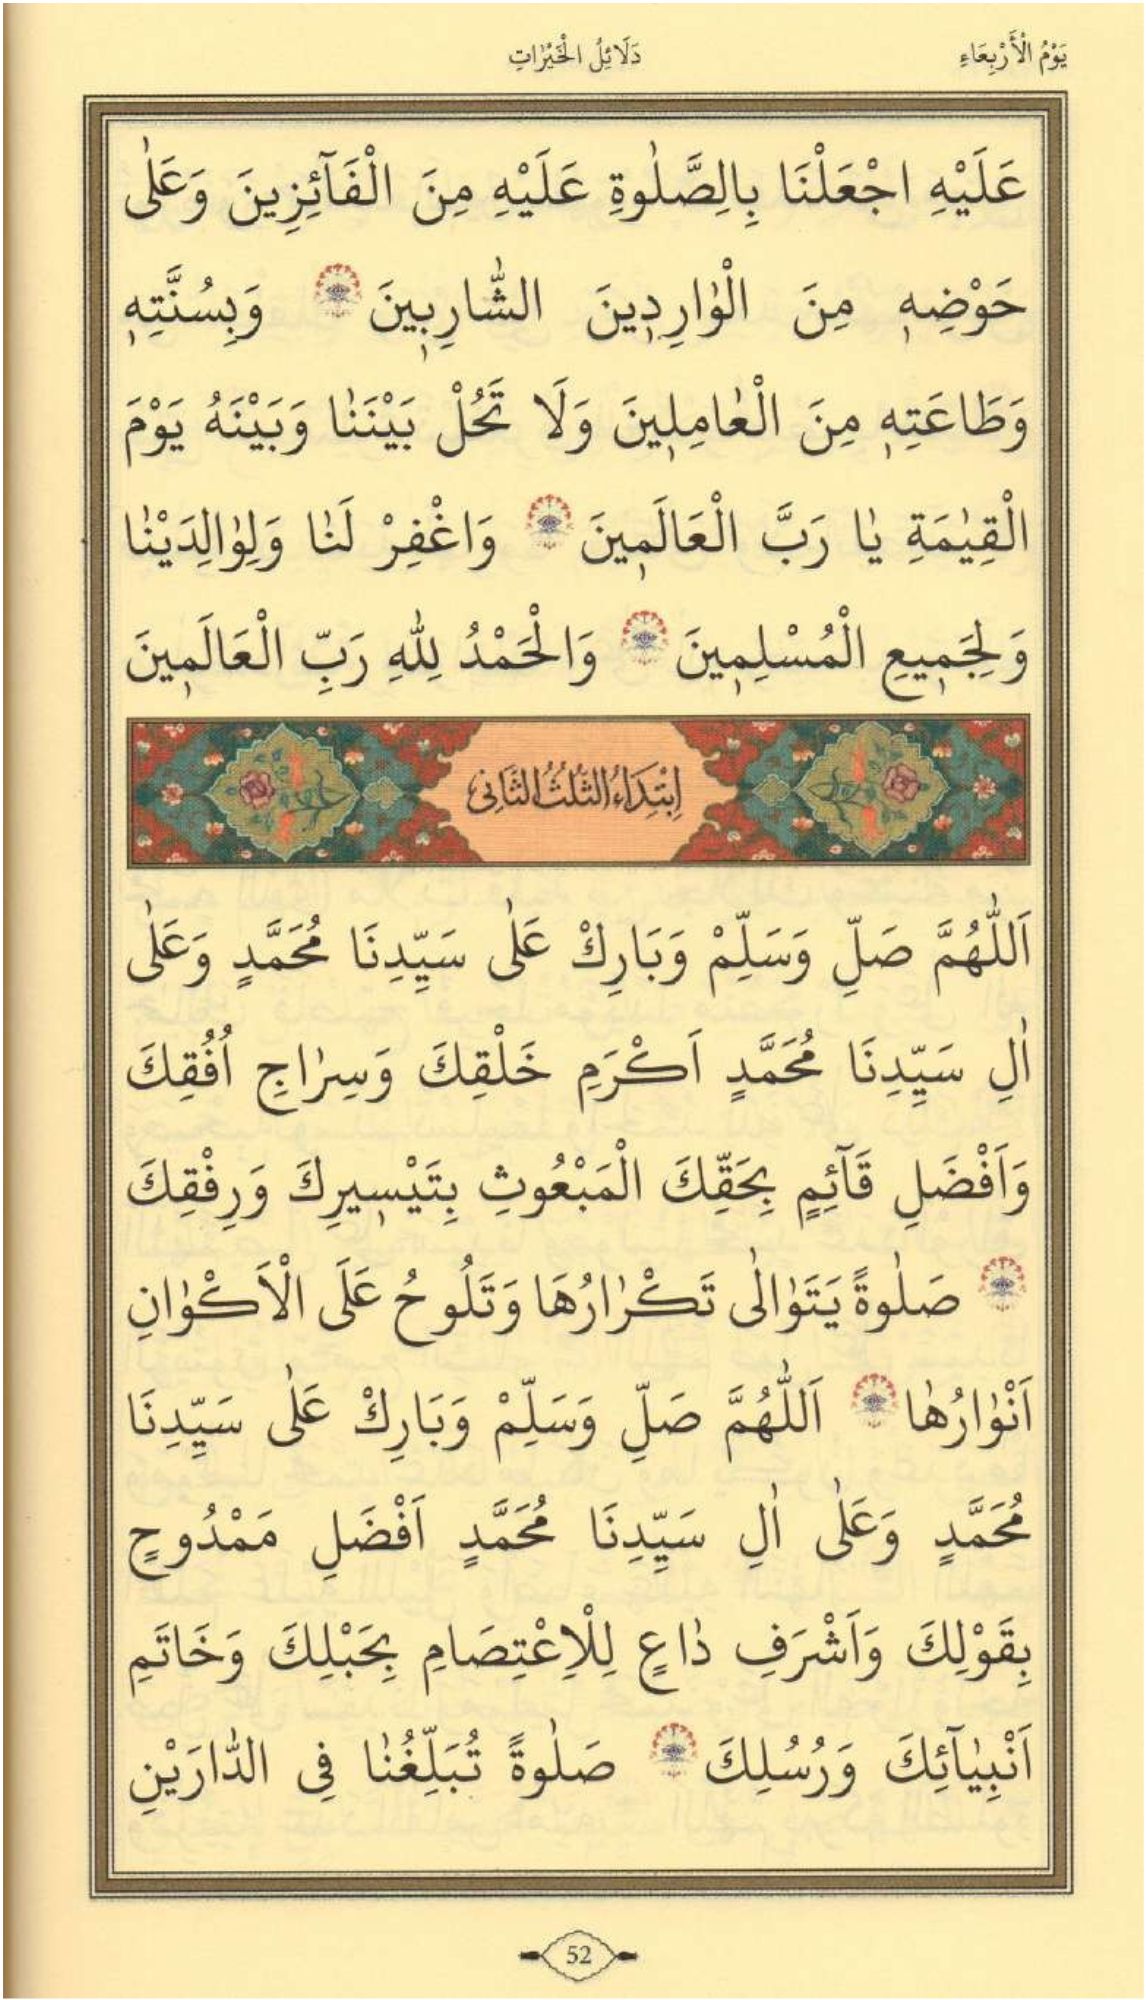 يَوْمُ الْأَرْبِعَاءِ
دَلَائِلُ الْخَيْرَاتِ
عَلَيْهِ اجْعَلْنَا بِالصَّلٰوةِ عَلَيْهِ مِنَ الْفَآئِزِينَ وَعَلٰى
حَوْضِهٖ مِنَ الْوٰارِدٖينَ الشّٰارِبٖينَ وَبِسُنَّتِهٖ
وَطَاعَتِهٖ مِنَ الْعٰامِلٖينَ وَلَا تَحُلْ بَيْنَنٰا وَبَيْنَهُ يَوْمَ
الْقِيٰمَةِ يٰا رَبَّ الْعَالَمٖينَ وَاغْفِرْ لَنٰا وَلِوٰالِدَيْنٰا
وَلِجَمٖيعِ الْمُسْلِمٖينَ وَالْحَمْدُ لِلّٰهِ رَبِّ الْعَالَمٖينَ
اِبْتِدَاءُ الثُّلُثُ الثَّانِى
اَللّٰهُمَّ صَلِّ وَسَلِّمْ وَبَارِكْ عَلٰى سَيِّدِنَا مُحَمَّدٍ وَعَلٰى
اٰلِ سَيِّدِنَا مُحَمَّدٍ اَكْرَمِ خَلْقِكَ وَسِرٰاجِ اُفُقِكَ
وَاَفْضَلِ قَآئِمٍ بِحَقِّكَ الْمَبْعُوثِ بِتَيْسٖيرِكَ وَرِفْقِكَ
صَلٰوةً يَتَوٰالٰى تَكْرٰارُهَا وَتَلُوحُ عَلَى الْاَكْوٰانِ
اَنْوٰارُهٰا اَللّٰهُمَّ صَلِّ وَسَلِّمْ وَبَارِكْ عَلٰى سَيِّدِنَا
مُحَمَّدٍ وَعَلٰى اٰلِ سَيِّدِنَا مُحَمَّدٍ اَفْضَلِ مَمْدُوحٍ
بِقَوْلِكَ وَاَشْرَفِ دٰاعٍ لِلْاِعْتِصَامِ بِحَبْلِكَ وَخَاتَمِ
اَنْبِيٰآئِكَ وَرُسُلِكَ صَلٰوةً تُبَلِّغُنٰا فِى الدّٰارَيْنِ
52